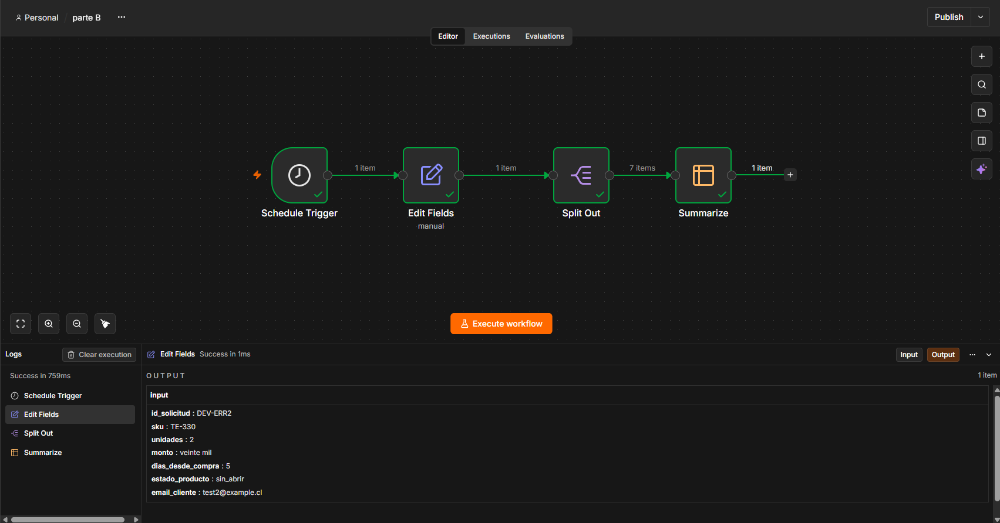 Personal / parte B ...
Publish
Editor Executions Evaluations
1 item 1 item 7 items 1 item
Schedule Trigger Edit Fields Split Out Summarize
manual
Execute workflow
Logs Clear execution Edit Fields Success in 1ms Input Output ...
Success in 759ms
OUTPUT 1 item
Schedule Trigger
Edit Fields
Split Out
Summarize
input
id_solicitud : DEV-ERR2
sku : TE-330
unidades : 2
monto : veinte mil
dias_desde_compra : 5
estado_producto : sin_abrir
email_cliente : test2@example.cl